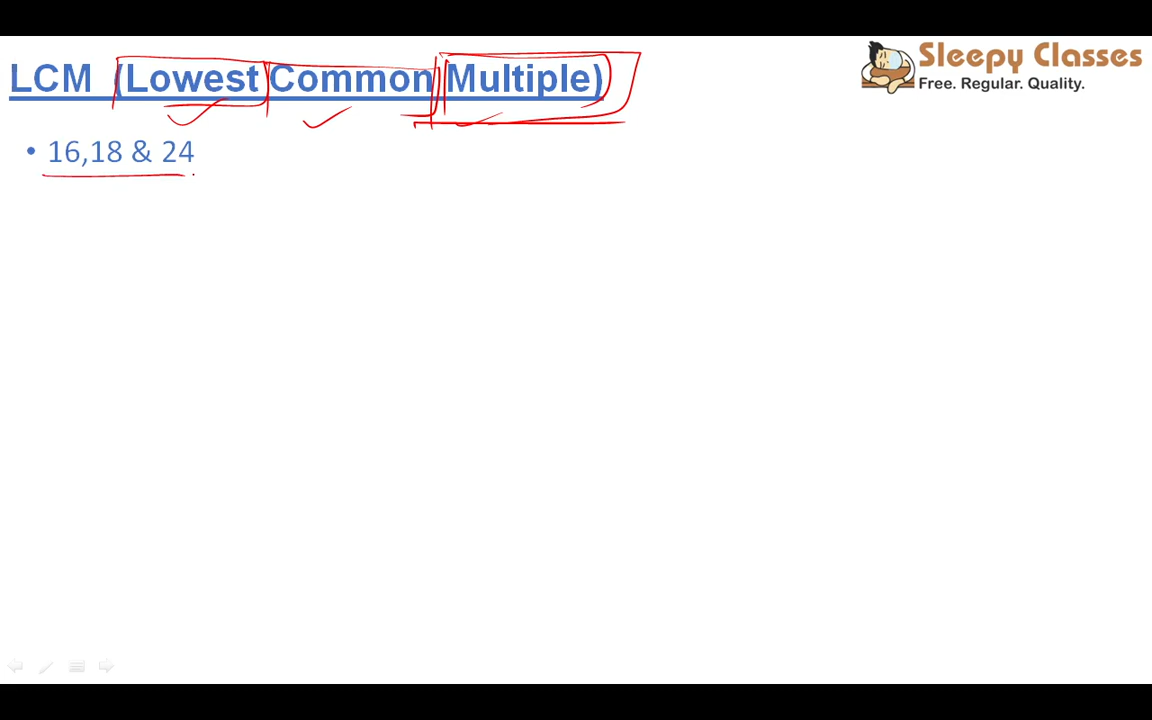 LCM (Lowest Common Multiple)
Sleepy Classes
Free. Regular. Quality.
• 16,18 & 24